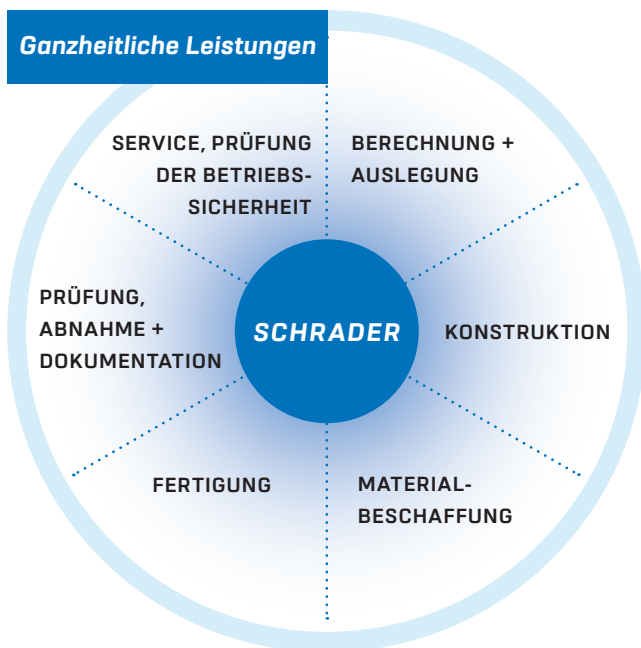 Ganzheitliche Leistungen
SERVICE, PRÜFUNG
DER BETRIEBS-
SICHERHEIT
BERECHNUNG +
AUSLEGUNG
PRÜFUNG,
ABNAHME +
DOKUMENTATION
SCHRADER
KONSTRUKTION
FERTIGUNG
MATERIAL-
BESCHAFFUNG